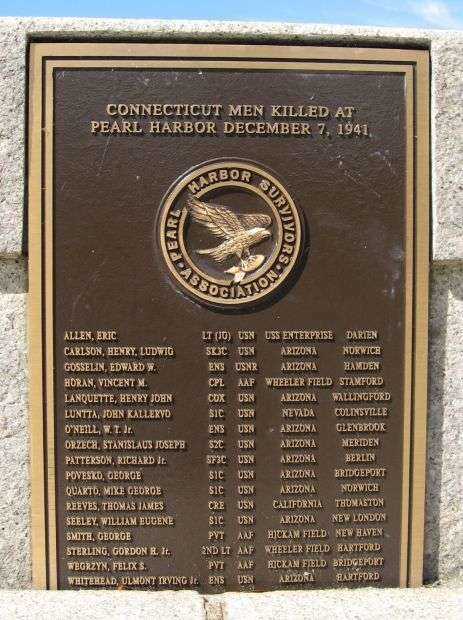 CONNECTICUT MEN KILLED AT
PEARL HARBOR DECEMBER 7, 1941
PEARL HARBOR SURVIVORS
• ASSOCIATION •
ALLEN, ERIC LT (JG) USN USS ENTERPRISE DARIEN
CARLSON, HENRY LUDWIG SK3C USN ARIZONA NORWICH
GOSSELIN, EDWARD W. ENS USNR ARIZONA HAMDEN
HORAN, VINCENT M. CPL AAF WHEELER FIELD STAMFORD
LANQUETTE, HENRY JOHN COX USN ARIZONA WALLINGFORD
LUNTTA, JOHN KALLERVO S1C USN NEVADA COLINSVILLE
O'NEILL, W. T. Jr. ENS USN ARIZONA GLENBROOK
ORZECH, STANISLAUS JOSEPH S2C USN ARIZONA MERIDEN
PATTERSON, RICHARD Jr. SF3C USN ARIZONA BERLIN
POVESKO, GEORGE S1C USN ARIZONA BRIDGEPORT
QUARTO, MIKE GEORGE S1C USN ARIZONA NORWICH
REEVES, THOMAS JAMES CRE USN CALIFORNIA THOMASTON
SEELEY, WILLIAM EUGENE S1C USN ARIZONA NEW LONDON
SMITH, GEORGE PVT AAF HICKAM FIELD NEW HAVEN
STERLING, GORDON H. Jr. 2ND LT AAF WHEELER FIELD HARTFORD
WEGRZYN, FELIX S. PVT AAF HICKAM FIELD BRIDGEPORT
WHITEHEAD, ULMONT IRVING Jr. ENS USN ARIZONA HARTFORD